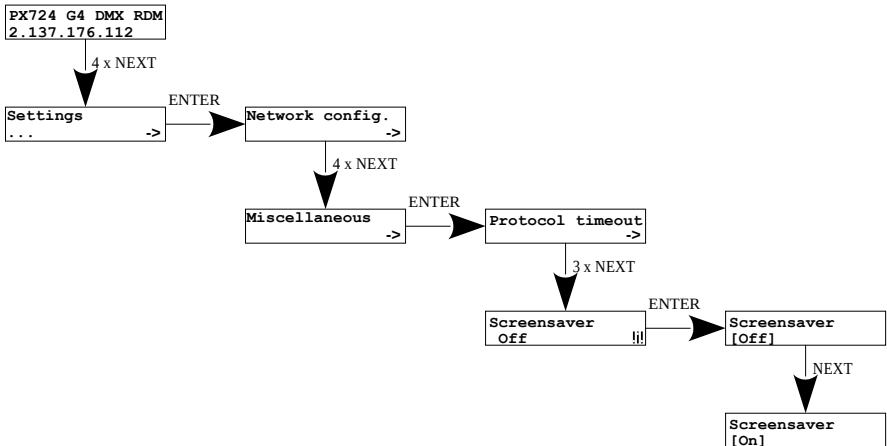 PX724 G4 DMX RDM
2.137.176.112
4 x NEXT
Settings
... ->
ENTER
Network config.
->
4 x NEXT
Miscellaneous
->
ENTER
Protocol timeout
->
3 x NEXT
Screensaver
Off !i!
ENTER
Screensaver
[Off]
NEXT
Screensaver
[On]